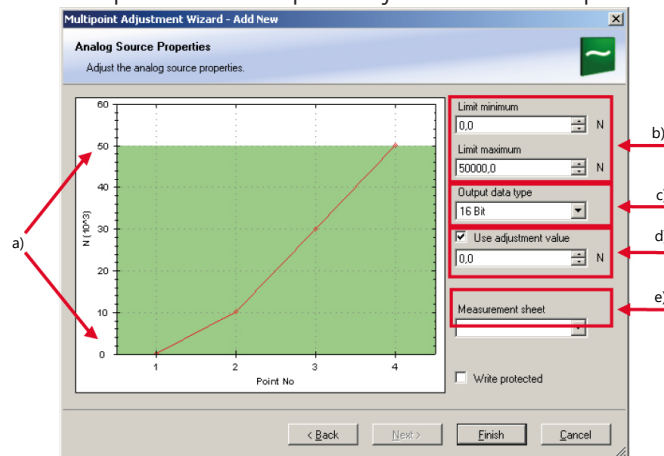 Multipoint Adjustment Wizard - Add New
Analog Source Properties
Adjust the analog source properties.
60
50
40
30
20
10
0
N (10^3)
1 2 3 4
Point No
Limit minimum
0,0 N
Limit maximum
50000,0 N
Output data type
16 Bit
Use adjustment value
0,0 N
Measurement sheet
Write protected
< Back Next > Finish Cancel
a)
b)
c)
d)
e)